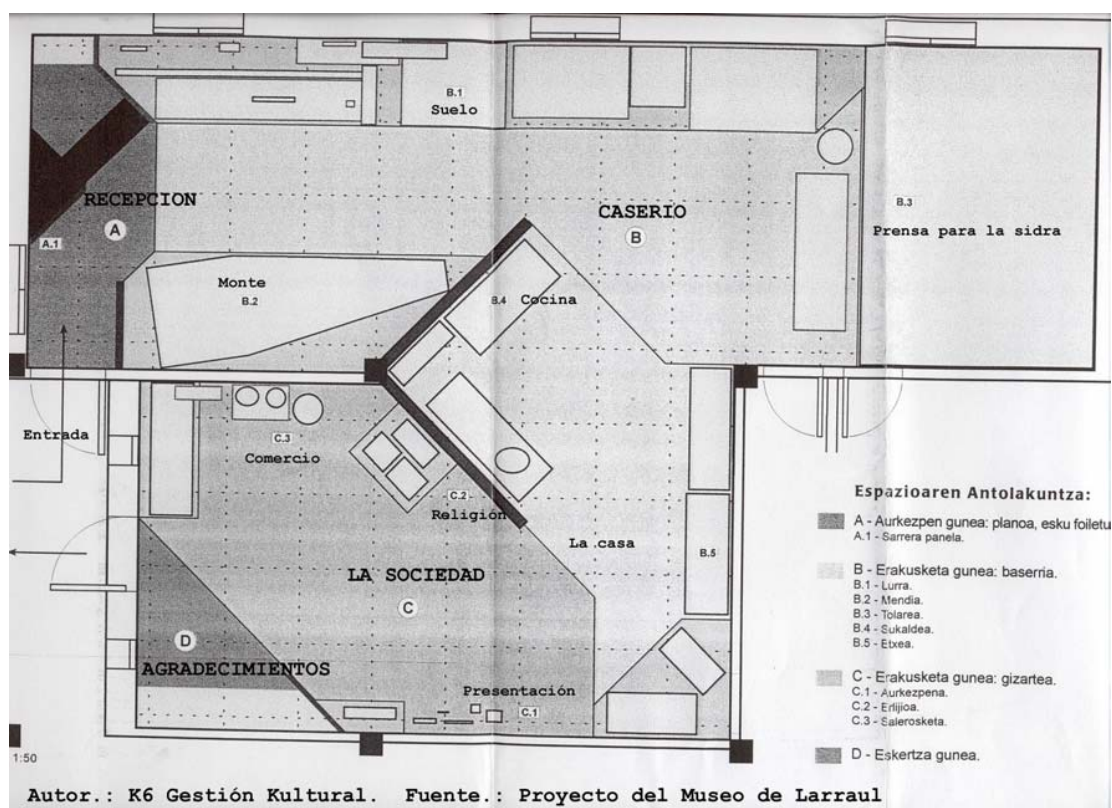 B.1
Suelo
RECEPCION
A
A.1
CASERIO
B
B.3
Prensa para la sidra
Monte
B.2
B.4
Cocina
Entrada
C.3
Comercio
C.2
Religión
La casa
B.5
LA SOCIEDAD
C
D
AGRADECIMIENTOS
Presentación
C.1
Espazioaren Antolakuntza:
A - Aurkezpen gunea: planoa, esku foiletu
A.1 - Sarrera panela.
B - Erakusketa gunea: baserria.
B.1 - Lurra.
B.2 - Mendia.
B.3 - Tolarea.
B.4 - Sukaldea.
B.5 - Etxea.
C - Erakusketa gunea: gizartea.
C.1 - Aurkezpena.
C.2 - Erlijioa.
C.3 - Salerosketa.
D - Eskertza gunea.
1:50
Autor.: K6 Gestión Kultural. Fuente.: Proyecto del Museo de Larraul